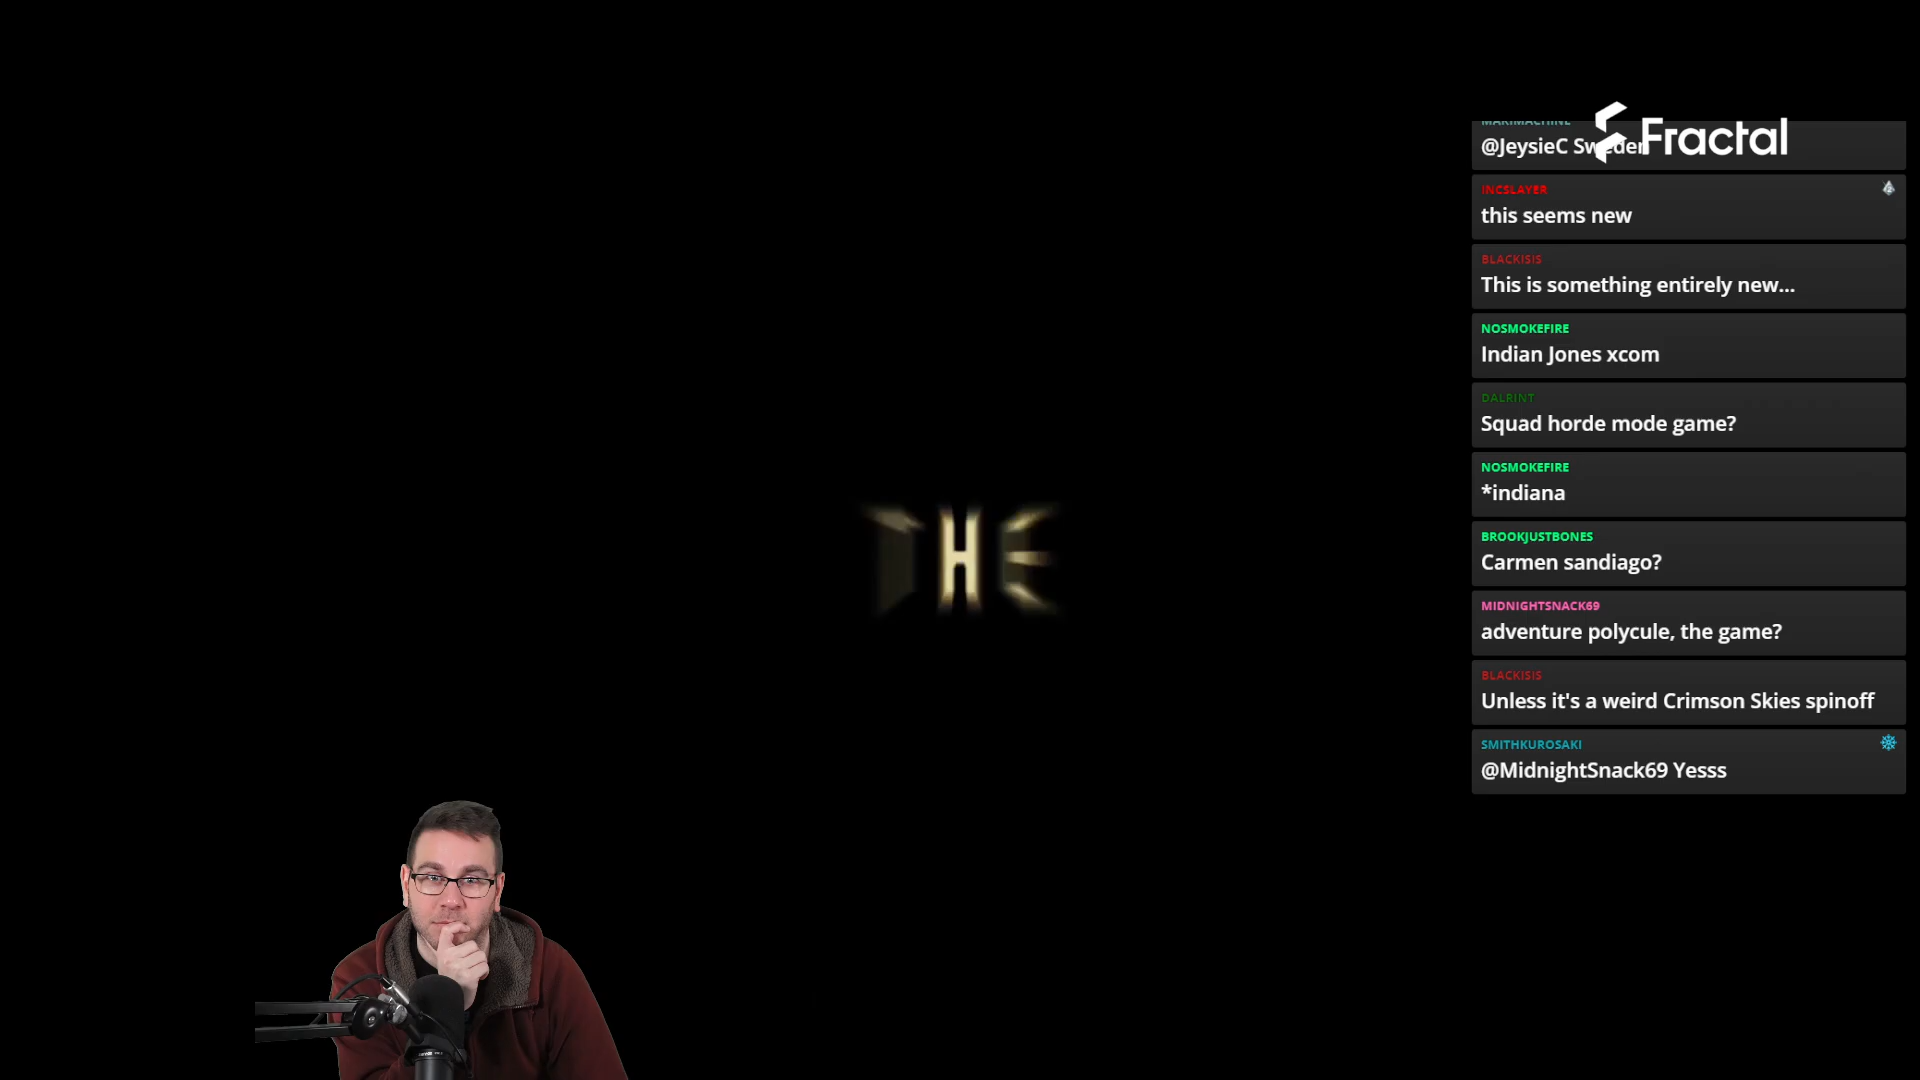 THE
Fractal
MAKIMACHINE
@JeysieC Sweden
INCSLAYER
this seems new
BLACKISIS
This is something entirely new...
NOSMOKEFIRE
Indian Jones xcom
DALRINT
Squad horde mode game?
NOSMOKEFIRE
*indiana
BROOKJUSTBONES
Carmen sandiago?
MIDNIGHTSNACK69
adventure polycule, the game?
BLACKISIS
Unless it's a weird Crimson Skies spinoff
SMITHKUROSAKI
@MidnightSnack69 Yesss